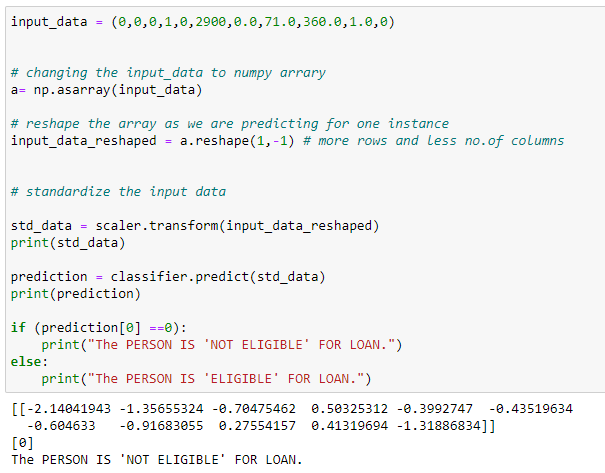 input_data = (0,0,0,1,0,2900,0.0,71.0,360.0,1.0,0)
# changing the input_data to numpy arrary
a= np.asarray(input_data)
# reshape the array as we are predicting for one instance
input_data_reshaped = a.reshape(1,-1) # more rows and less no.of columns
# standardize the input data
std_data = scaler.transform(input_data_reshaped)
print(std_data)
prediction = classifier.predict(std_data)
print(prediction)
if (prediction[0] ==0):
    print("The PERSON IS 'NOT ELIGIBLE' FOR LOAN.")
else:
    print("The PERSON IS 'ELIGIBLE' FOR LOAN.")
[[-2.14041943 -1.35655324 -0.70475462  0.50325312 -0.3992747  -0.43519634
  -0.604633   -0.91683055  0.27554157  0.41319694 -1.31886834]]
[0]
The PERSON IS 'NOT ELIGIBLE' FOR LOAN.